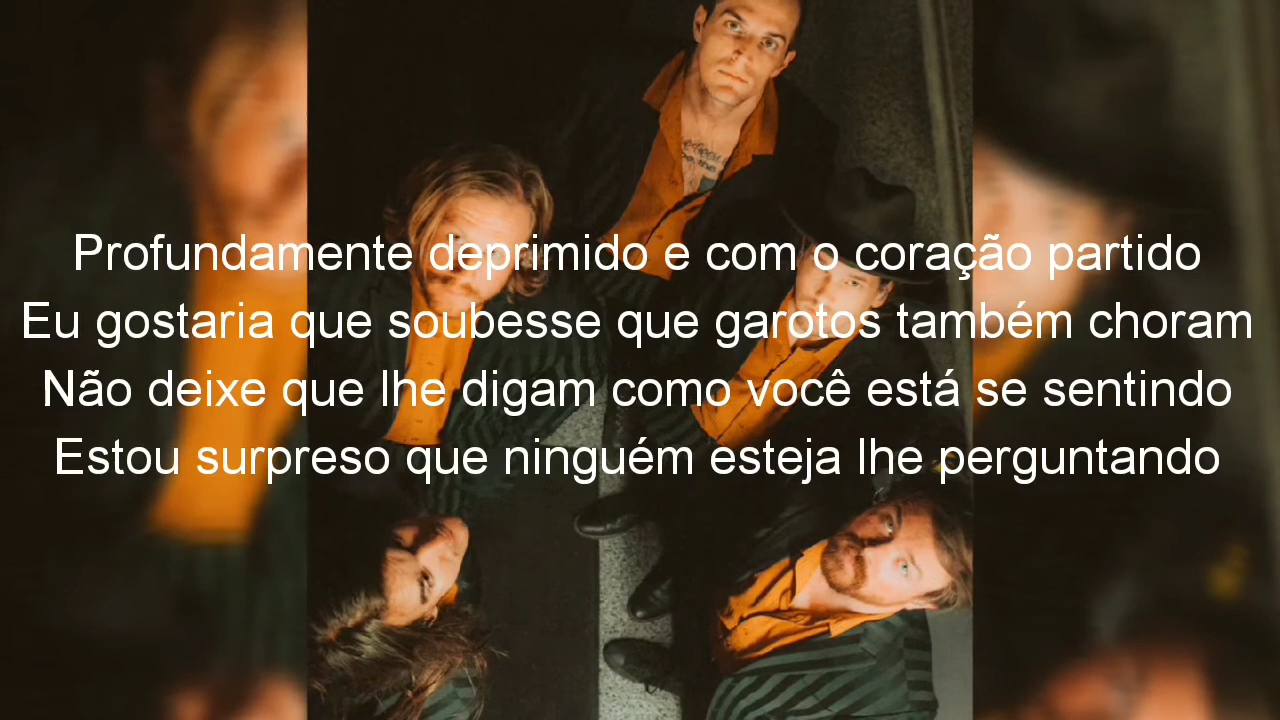 Profundamente deprimido e com o coração partido
Eu gostaria que soubesse que garotos também choram
Não deixe que lhe digam como você está se sentindo
Estou surpreso que ninguém esteja lhe perguntando